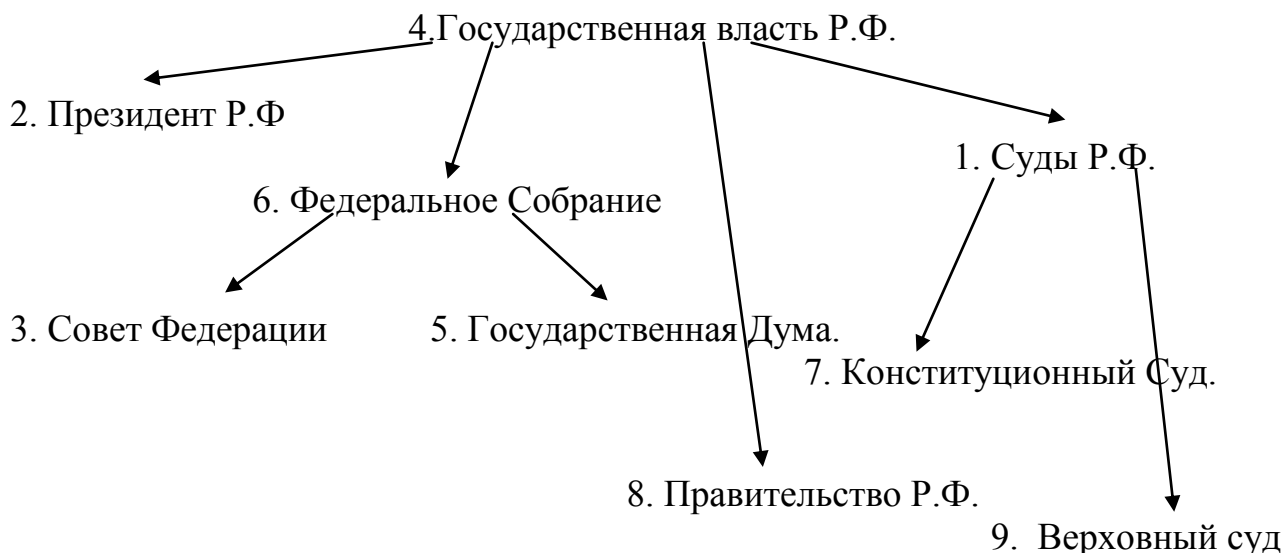 4.Государственная власть Р.Ф.
2. Президент Р.Ф
1. Суды Р.Ф.
6. Федеральное Собрание
3. Совет Федерации
5. Государственная Дума.
7. Конституционный Суд.
8. Правительство Р.Ф.
9. Верховный суд